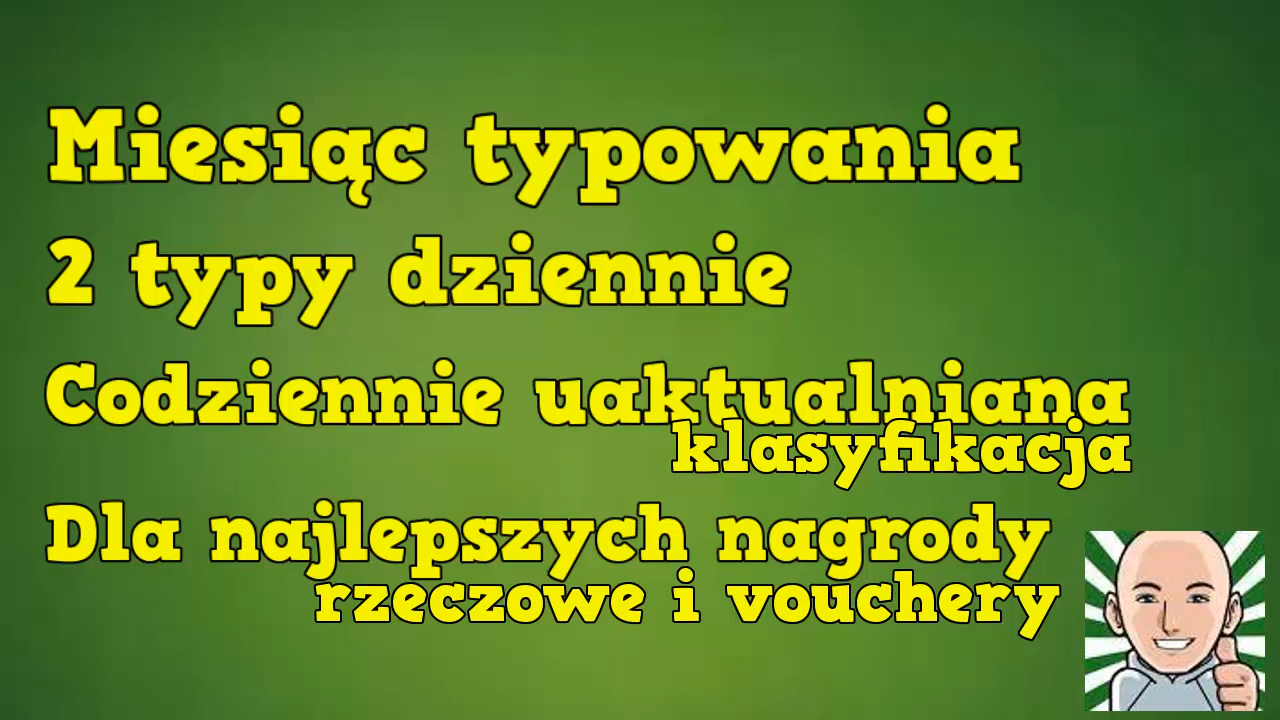 Miesiąc typowania
2 typy dziennie
Codziennie uaktualniana
klasyfikacja
Dla najlepszych nagrody
rzeczowe i vouchery